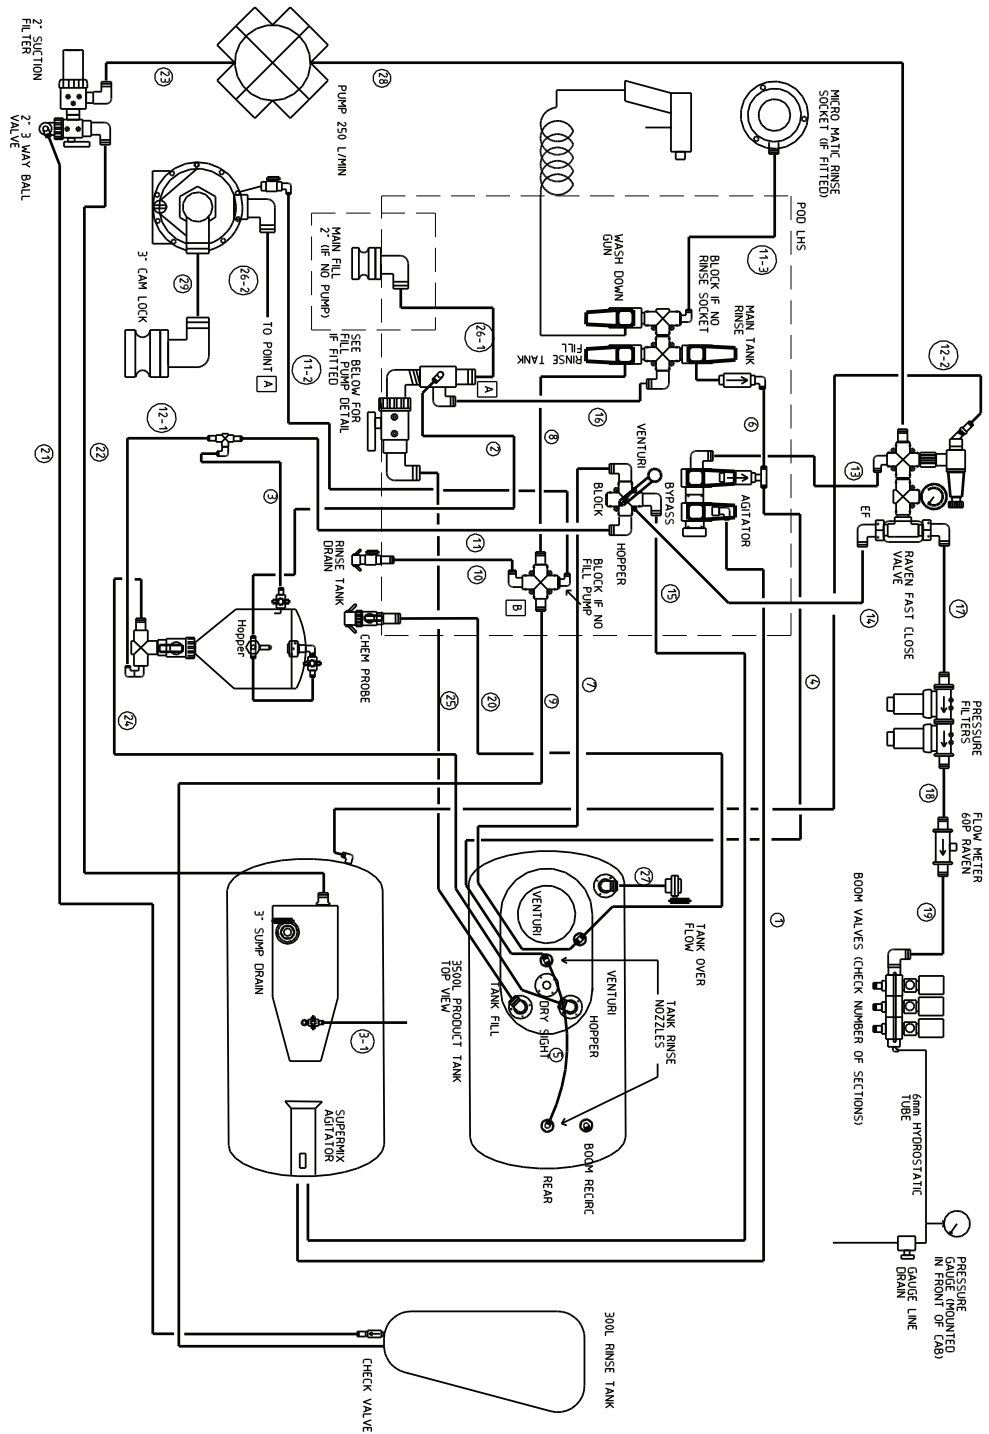 2" SUCTION
FILTER
2" 3 WAY BALL
VALVE
23
28
PUMP 250 L/MIN
MICRO MATIC RINSE
SOCKET (IF FITTED)
POD LHS
11-3
WASH DOWN
GUN
BLOCK IF NO
RINSE SOCKET
MAIN TANK
RINSE
RINSE TANK
FILL
MAIN FILL
2" (IF NO PUMP)
26-1
A
SEE BELOW FOR
FILL PUMP DETAIL
IF FITTED
3" CAM LOCK
29
26-2
TO POINT A
11-2
12-1
12-2
21
22
3
2
8
16
6
13
VENTURI
BLOCK
BYPASS
HOPPER
AGITATOR
EF
RAVEN FAST CLOSE
VALVE
14
17
15
11
10
RINSE TANK
DRAIN
B
BLOCK IF NO
FILL PUMP
CHEM PROBE
Hopper
24
25
20
9
7
4
1
PRESSURE
FILTERS
18
FLOW METER
60P RAVEN
19
BOOM VALVES (CHECK NUMBER OF SECTIONS)
27
TANK OVER
FLOW
VENTURI
VENTURI
TANK RINSE
NOZZLES
TANK FILL
DRY SIGHT
HOPPER
5
3500L PRODUCT TANK
TOP VIEW
BOOM RECIRC
REAR
3" SUMP DRAIN
3-1
SUPERMIX
AGITATOR
6mm HYDROSTATIC
TUBE
GAUGE LINE
DRAIN
PRESSURE
GAUGE (MOUNTED
IN FRONT OF CAB)
300L RINSE TANK
CHECK VALVE